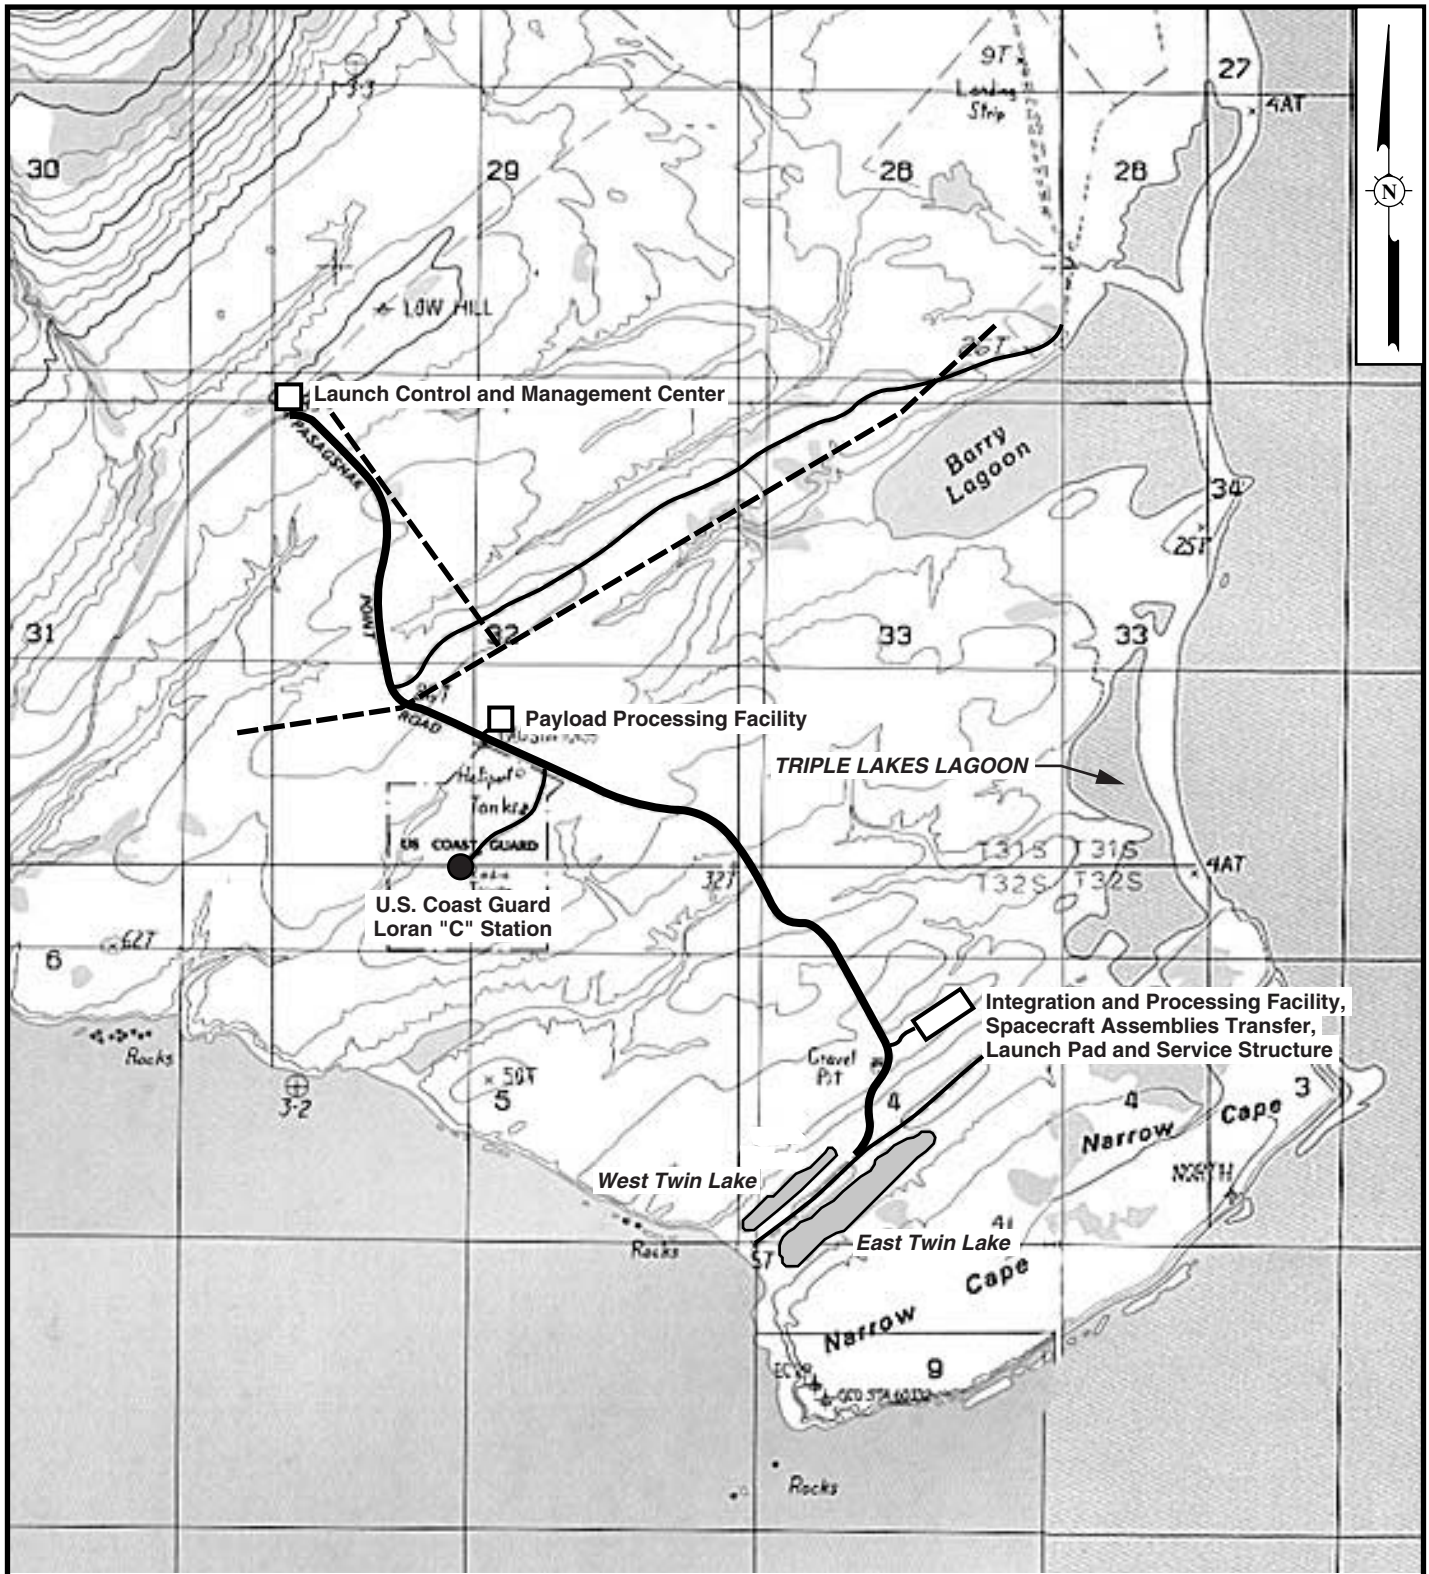 27
9T
Landing
Strip
4AT
3-3
30
29
28
28
N
LOW HILL
26T
Launch Control and Management Center
PASAGSHAK
Barry
Lagoon
34
25T
POINT
31
32
33
33
ROAD
Payload Processing Facility
TRIPLE LAKES LAGOON
Heliport
Tanks
US COAST GUARD
T31S T31S
32T
4AT
T32S T32S
U.S. Coast Guard
Loran "C" Station
62T
6
Integration and Processing Facility,
Spacecraft Assemblies Transfer,
Launch Pad and Service Structure
Rocks
Gravel
Pit
50T
3-2
5
4
4
3
Narrow Cape
West Twin Lake
NORTH
Rocks
East Twin Lake
5T
Narrow Cape
9
Rocks